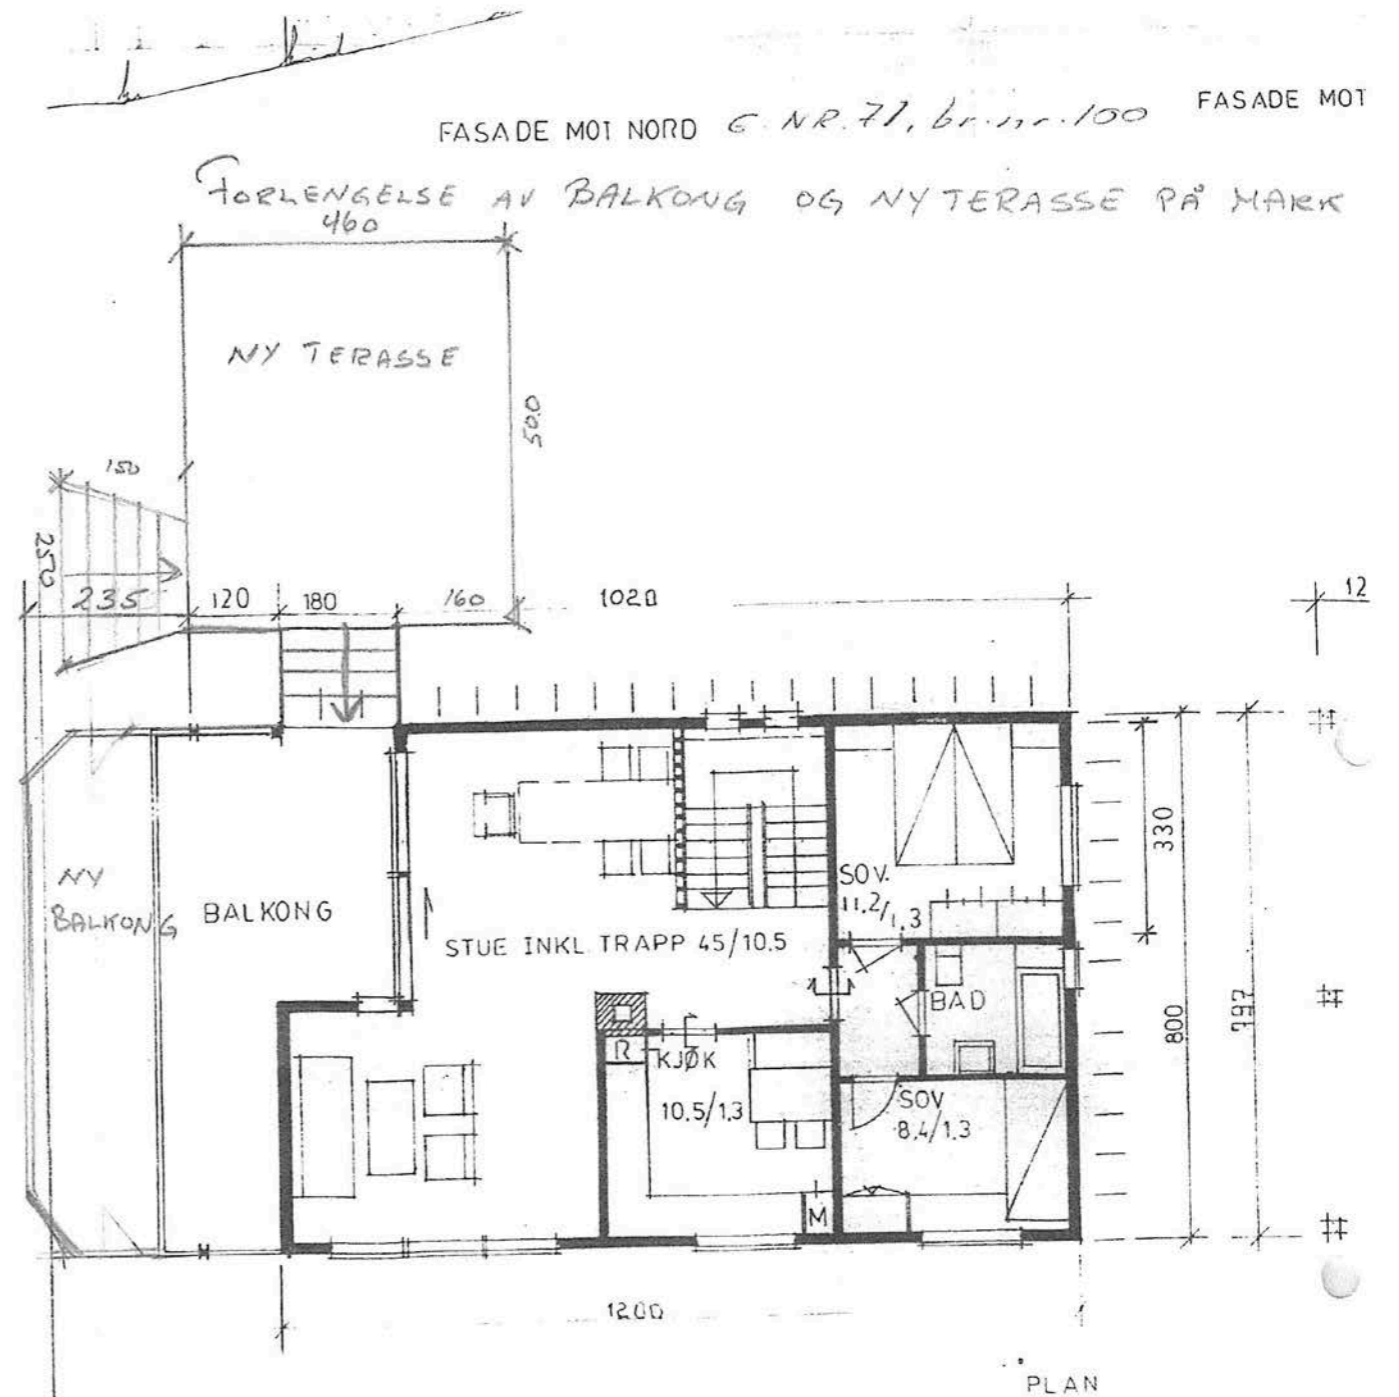 FASADE MOT NORD G.NR.71, br.nr.100 FASADE MOT
FORLENGELSE AV BALKONG OG NY TERASSE PÅ MARK
460
NY TERASSE
500
150
250
235 120 180 160 1020 12
330
SOV.
11.2/1.3
NY
BALKONG
BALKONG
STUE INKL. TRAPP 45/10.5
BAD
800
797
R
KJØK
10.5/1.3
SOV
8.4/1.3
M
1200
PLAN